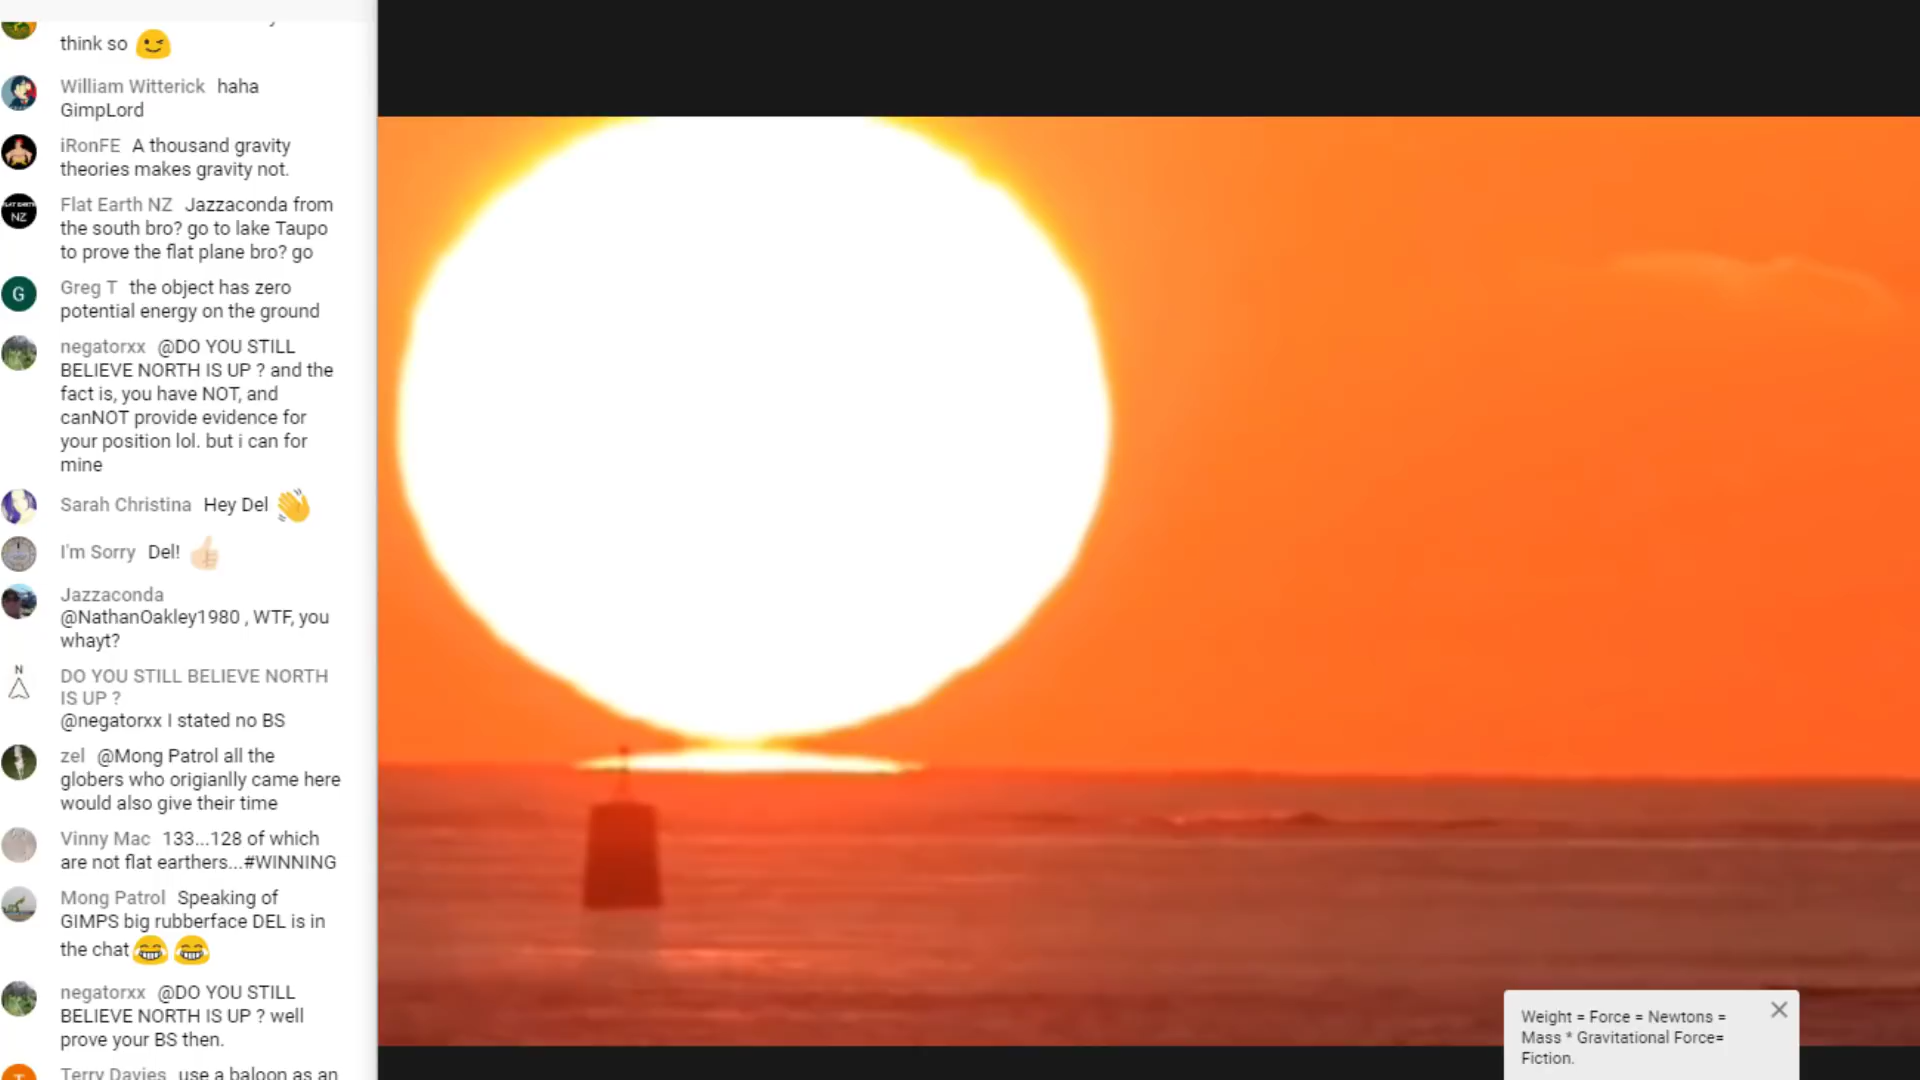 think so
William Witterick haha
GimpLord
iRonFE A thousand gravity
theories makes gravity not.
FLAT EARTH
NZ
Flat Earth NZ Jazzaconda from
the south bro? go to lake Taupo
to prove the flat plane bro? go
G
Greg T the object has zero
potential energy on the ground
negatorxx @DO YOU STILL
BELIEVE NORTH IS UP ? and the
fact is, you have NOT, and
canNOT provide evidence for
your position lol. but i can for
mine
Sarah Christina Hey Del
I'm Sorry Del!
Jazzaconda
@NathanOakley1980 , WTF, you
whayt?
N
DO YOU STILL BELIEVE NORTH
IS UP ?
@negatorxx I stated no BS
zel @Mong Patrol all the
globers who origianlly came here
would also give their time
Vinny Mac 133...128 of which
are not flat earthers...#WINNING
Mong Patrol Speaking of
GIMPS big rubberface DEL is in
the chat
negatorxx @DO YOU STILL
BELIEVE NORTH IS UP ? well
prove your BS then.
T
Terry Davies use a baloon as an
Weight = Force = Newtons =
Mass * Gravitational Force=
Fiction.